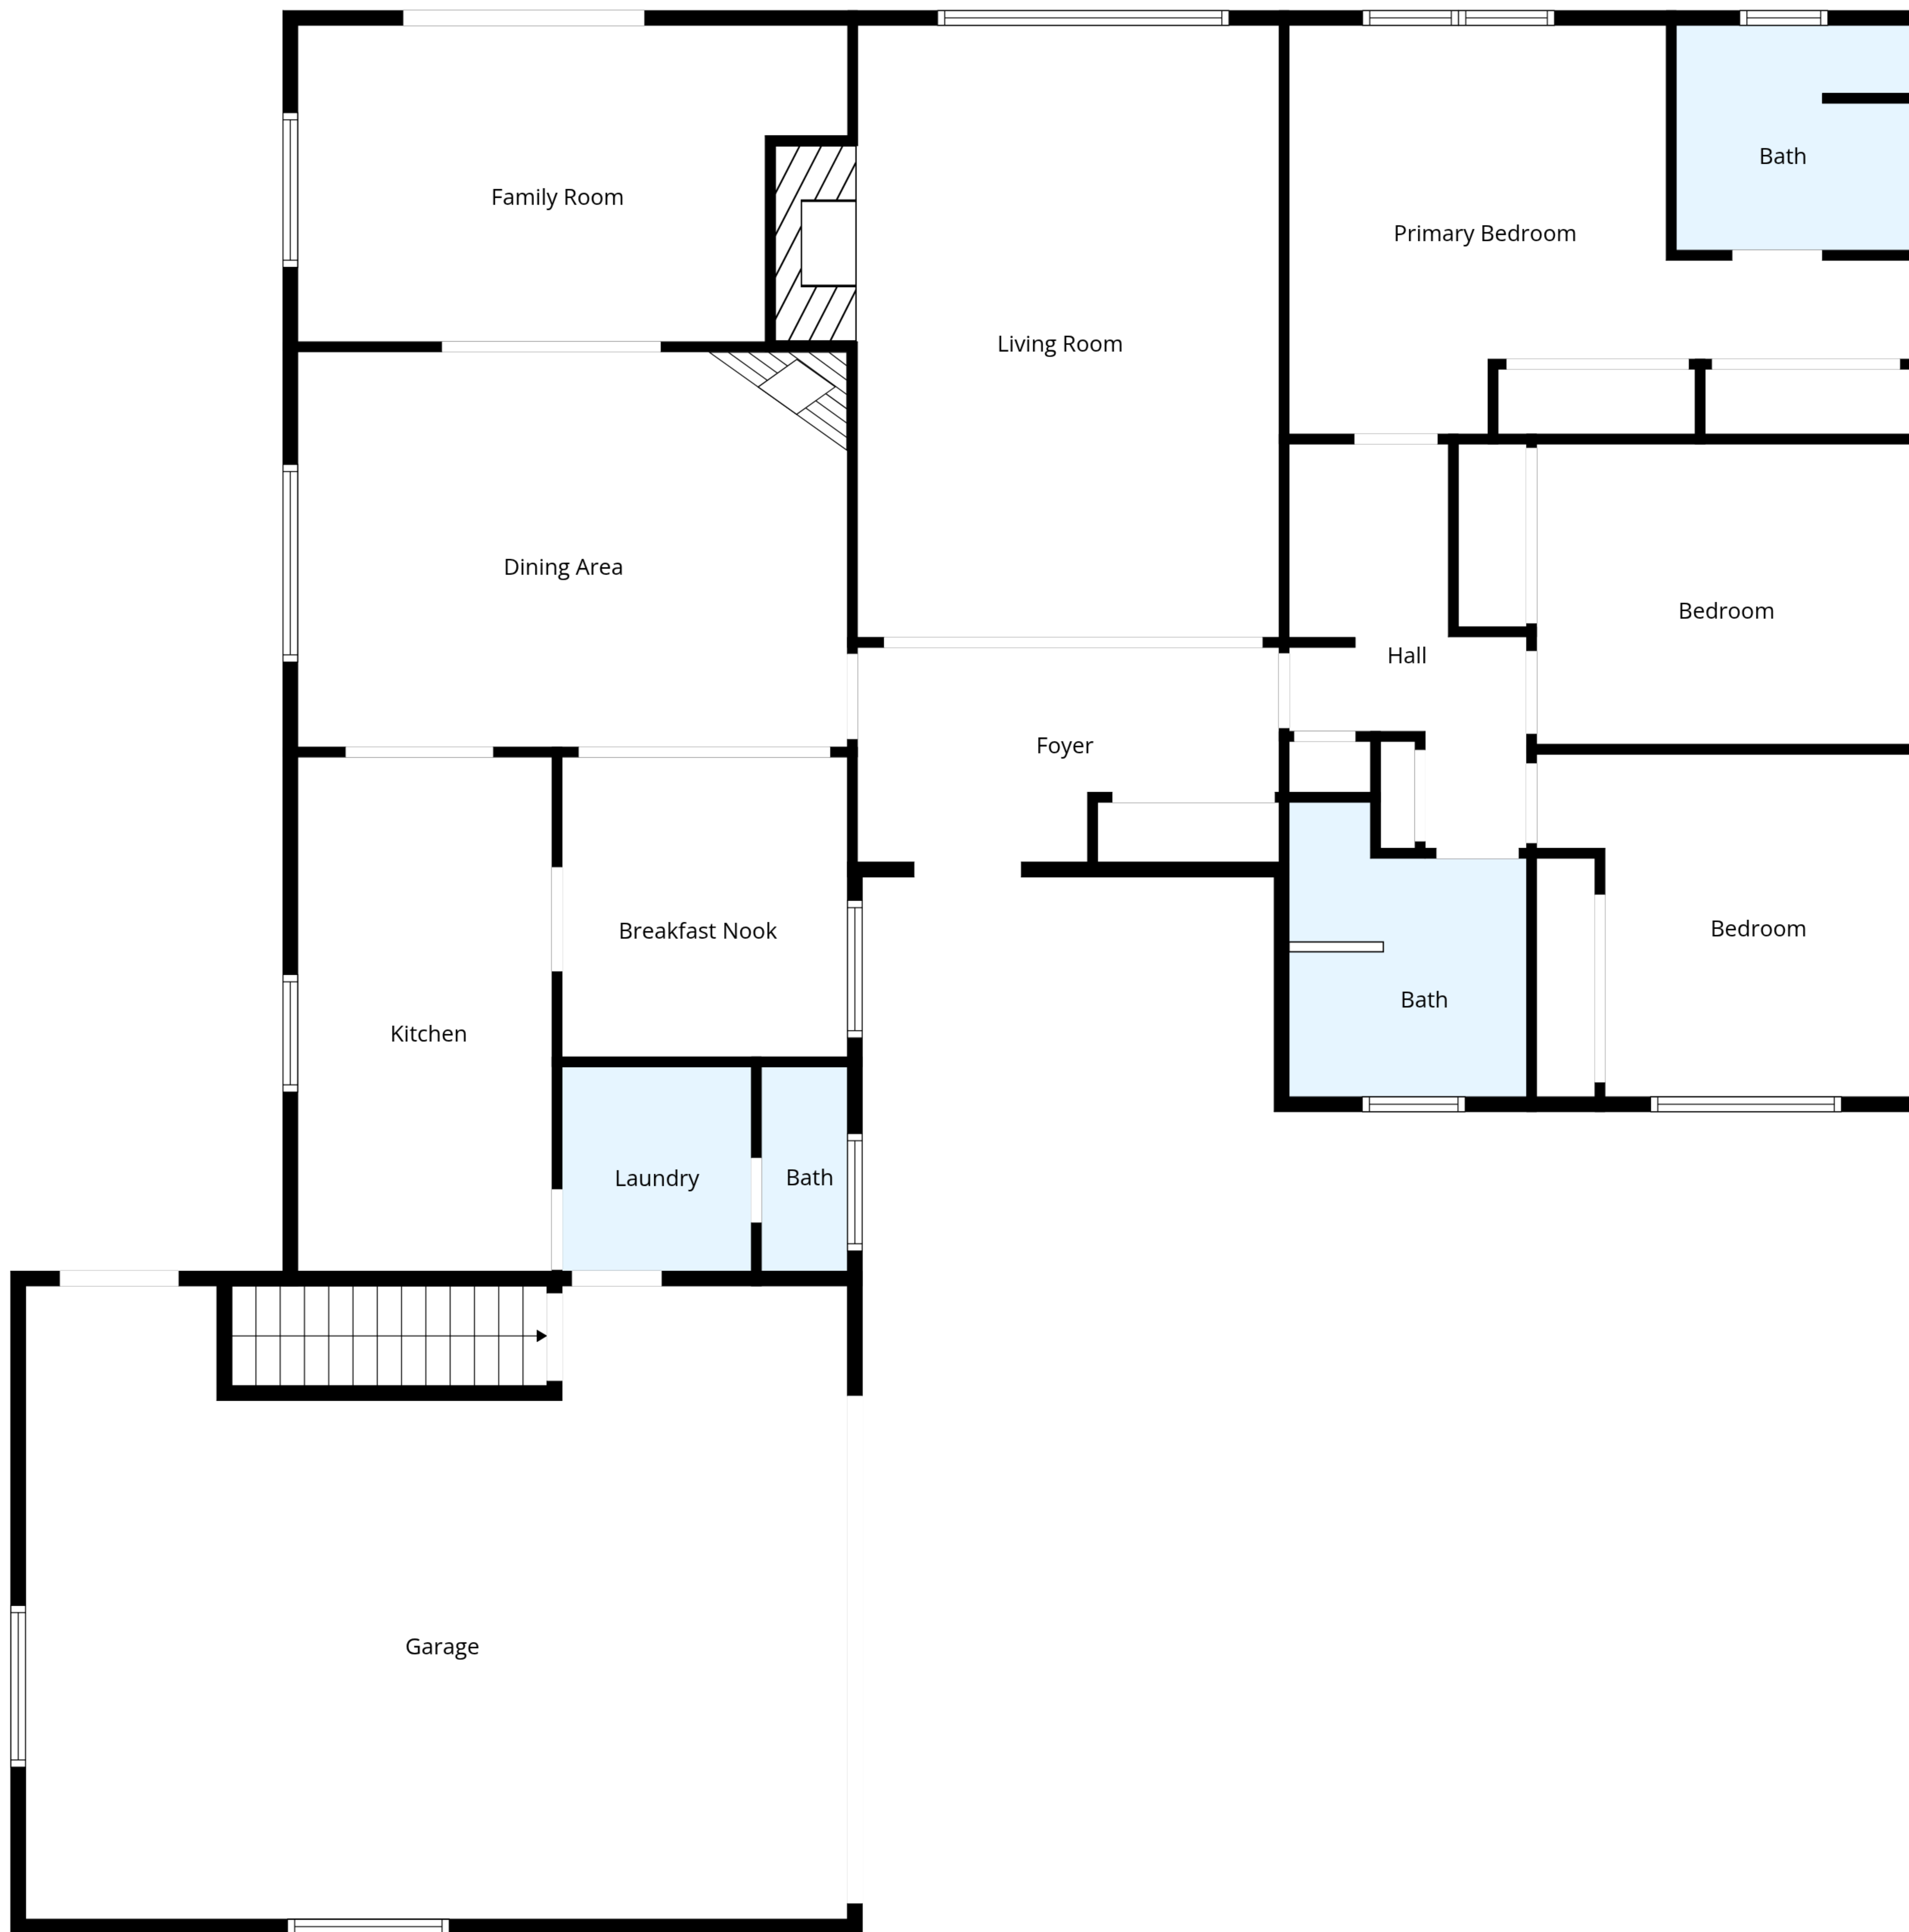 Bath
Family Room
Primary Bedroom
Living Room
Dining Area
Bedroom
Hall
Foyer
Breakfast Nook
Bedroom
Bath
Kitchen
Laundry
Bath
Garage